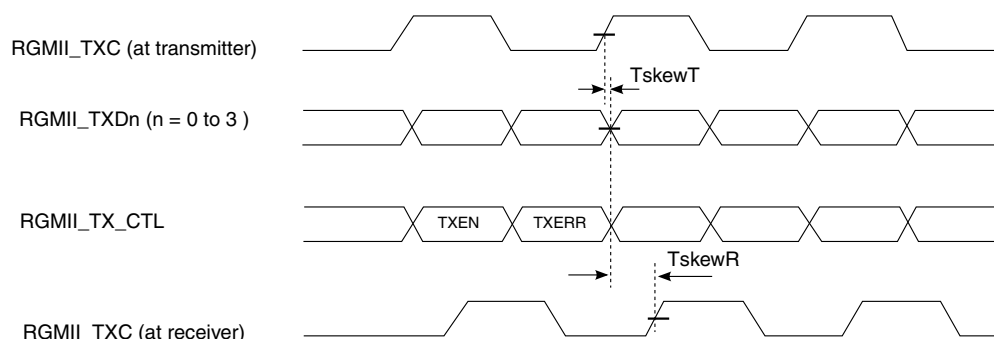 RGMII_TXC (at transmitter)
TskewT
RGMII_TXDn (n = 0 to 3 )
RGMII_TX_CTL
TXEN
TXERR
TskewR
RGMII_TXC (at receiver)